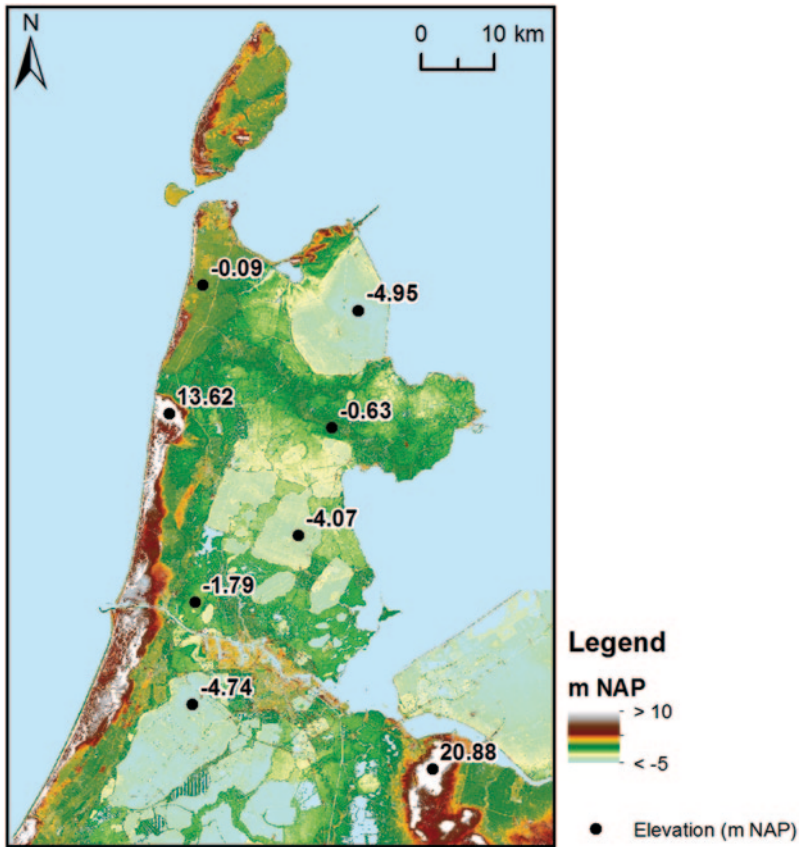 N
0 10 km
-0.09
-4.95
13.62
-0.63
-4.07
-1.79
-4.74
20.88
Legend
m NAP
> 10
< -5
Elevation (m NAP)